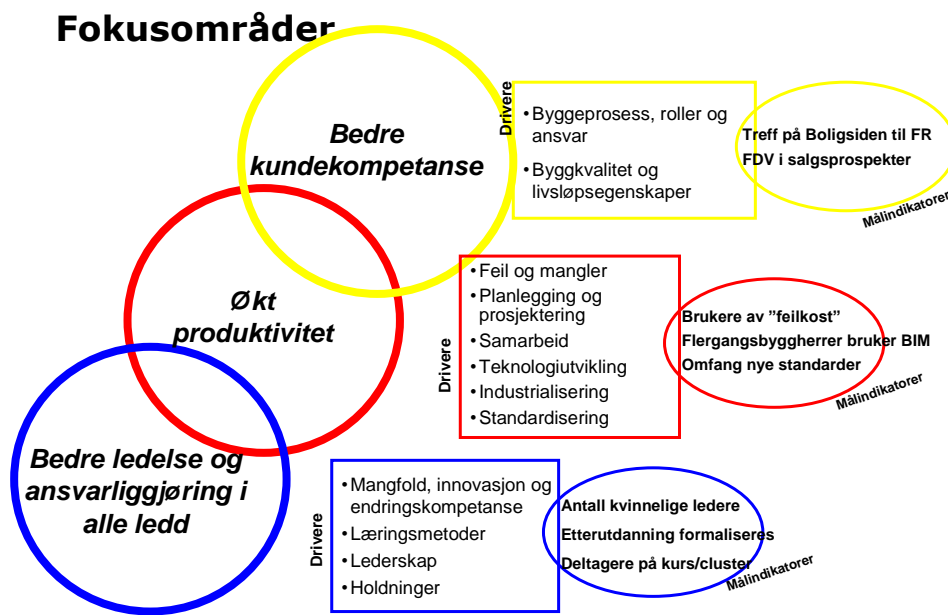 Fokusområder
Bedre
kundekompetanse
Drivere
•Byggeprosess, roller og
ansvar
•Byggkvalitet og
livsløpsegenskaper
Treff på Boligsiden til FR
FDV i salgsprospekter
Målindikatorer
Økt
produktivitet
Drivere
•Feil og mangler
•Planlegging og
prosjektering
•Samarbeid
•Teknologiutvikling
•Industrialisering
•Standardisering
Brukere av ”feilkost”
Flergangsbyggherrer bruker BIM
Omfang nye standarder
Målindikatorer
Bedre ledelse og
ansvarliggjøring i
alle ledd
Drivere
•Mangfold, innovasjon og
endringskompetanse
•Læringsmetoder
•Lederskap
•Holdninger
Antall kvinnelige ledere
Etterutdanning formaliseres
Deltagere på kurs/cluster
Målindikatorer